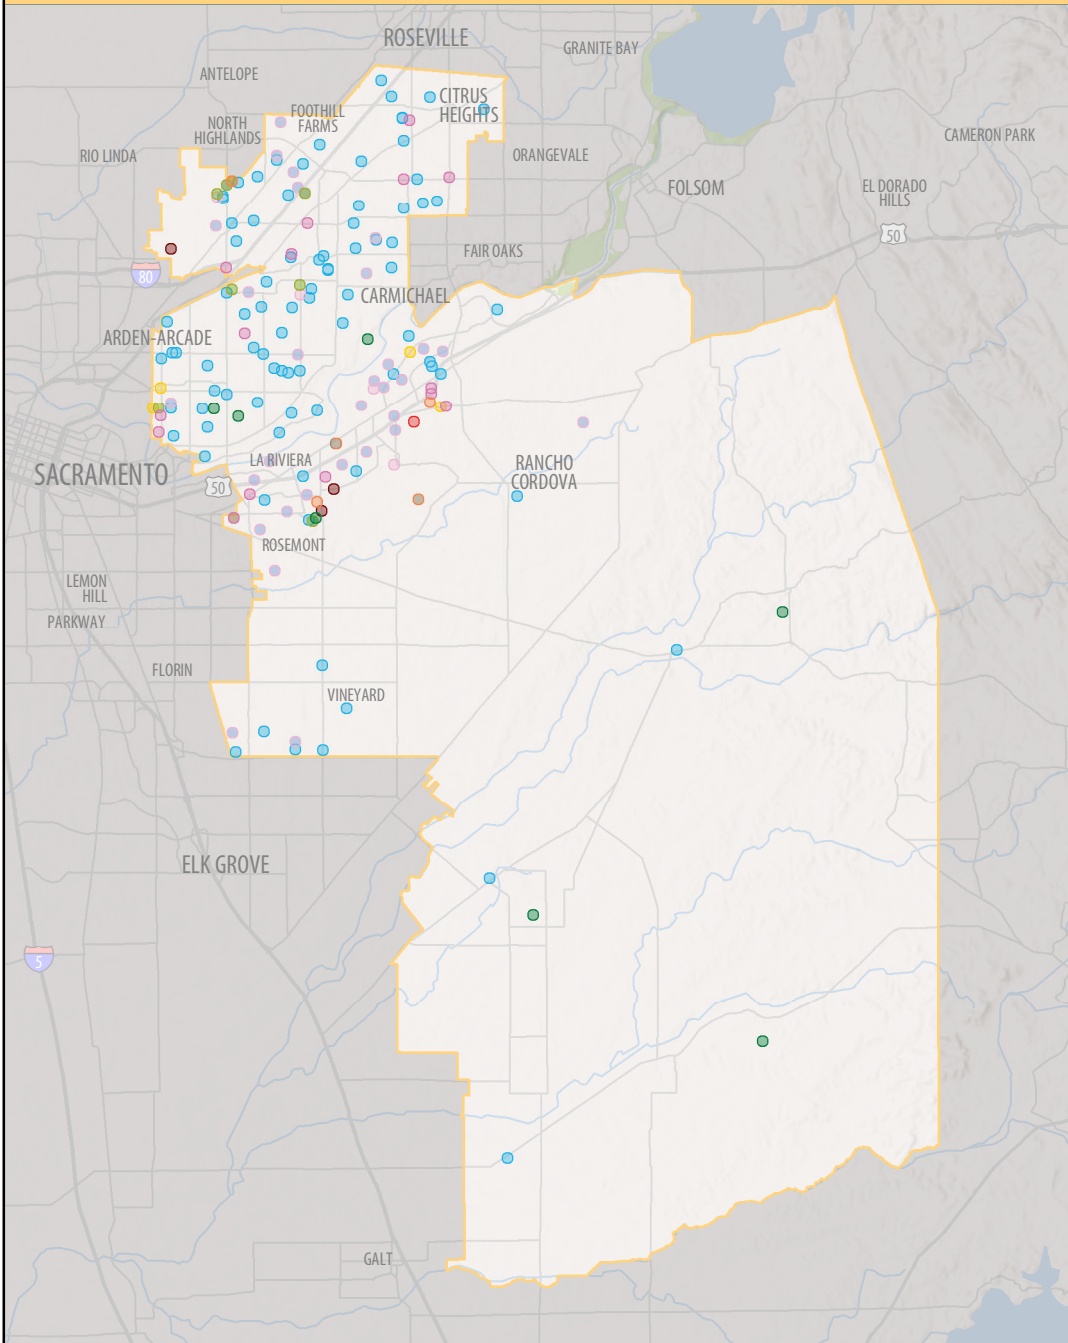 ROSEVILLE
GRANITE BAY
ANTELOPE
CITRUS
HEIGHTS
FOOTHILL
FARMS
NORTH
HIGHLANDS
CAMERON PARK
RIO LINDA
ORANGEVALE
FOLSOM
EL DORADO
HILLS
50
FAIR OAKS
80
CARMICHAEL
ARDEN-ARCADE
SACRAMENTO
LA RIVIERA
RANCHO
CORDOVA
50
ROSEMONT
LEMON
HILL
PARKWAY
FLORIN
VINEYARD
ELK GROVE
5
GALT